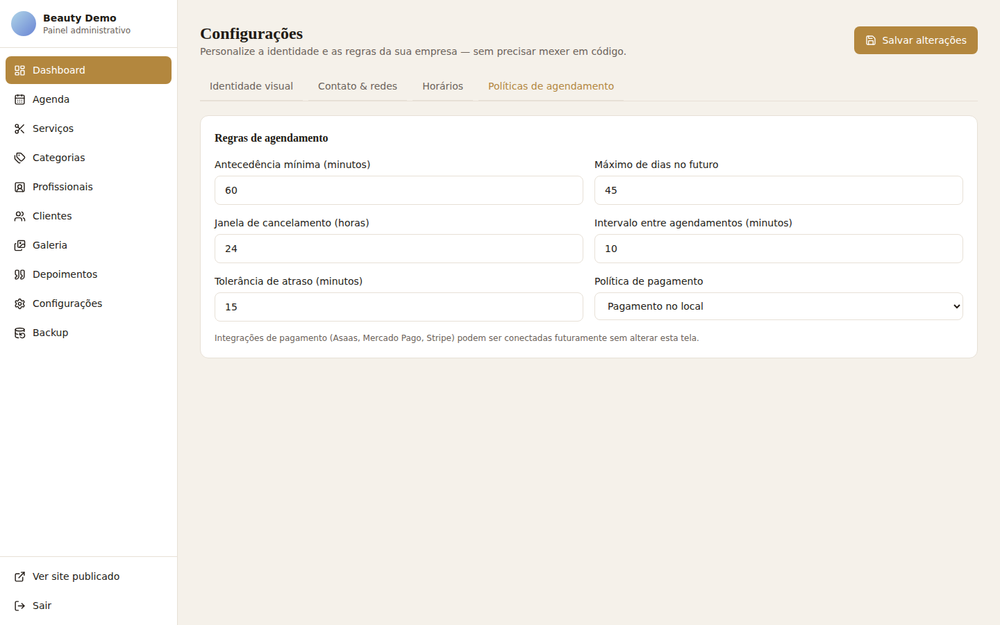 Beauty Demo
Painel administrativo
Dashboard
Agenda
Serviços
Categorias
Profissionais
Clientes
Galeria
Depoimentos
Configurações
Backup
Ver site publicado
Sair
Configurações
Personalize a identidade e as regras da sua empresa — sem precisar mexer em código.
Salvar alterações
Identidade visual
Contato & redes
Horários
Políticas de agendamento
Regras de agendamento
Antecedência mínima (minutos)
60
Máximo de dias no futuro
45
Janela de cancelamento (horas)
24
Intervalo entre agendamentos (minutos)
10
Tolerância de atraso (minutos)
15
Política de pagamento
Pagamento no local
Integrações de pagamento (Asaas, Mercado Pago, Stripe) podem ser conectadas futuramente sem alterar esta tela.